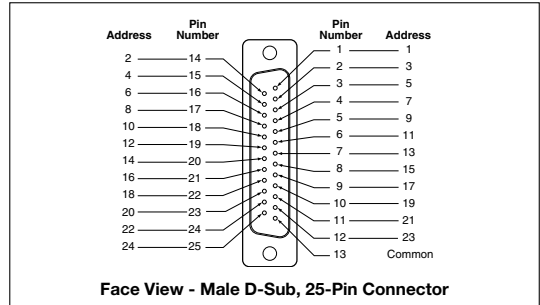 Address Pin Number Pin Number Address
2 14 1 1
4 15 2 3
6 16 3 5
8 17 4 7
10 18 5 9
12 19 6 11
14 20 7 13
16 21 8 15
18 22 9 17
20 23 10 19
22 24 11 21
24 25 12 23
13 Common
Face View - Male D-Sub, 25-Pin Connector